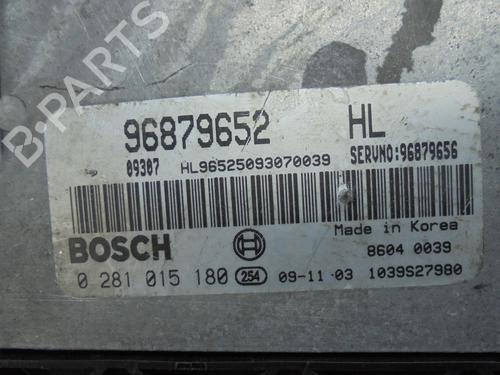 96879652 HL
09307 HL96525093070039 SERVNO:96879656
Made in Korea
BOSCH
8604 0039
0 281 015 180 254 09-11-03 1039S27980
B-PARTS